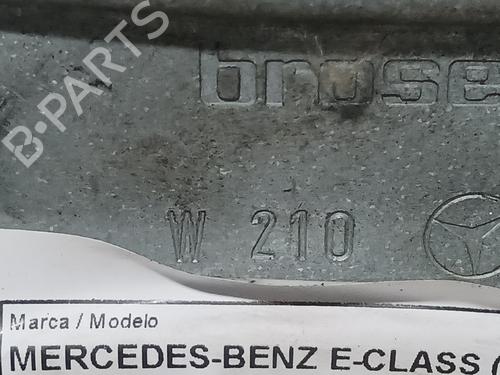 B-PARTS
brose
W 210
Marca / Modelo
MERCEDES-BENZ E-CLASS (